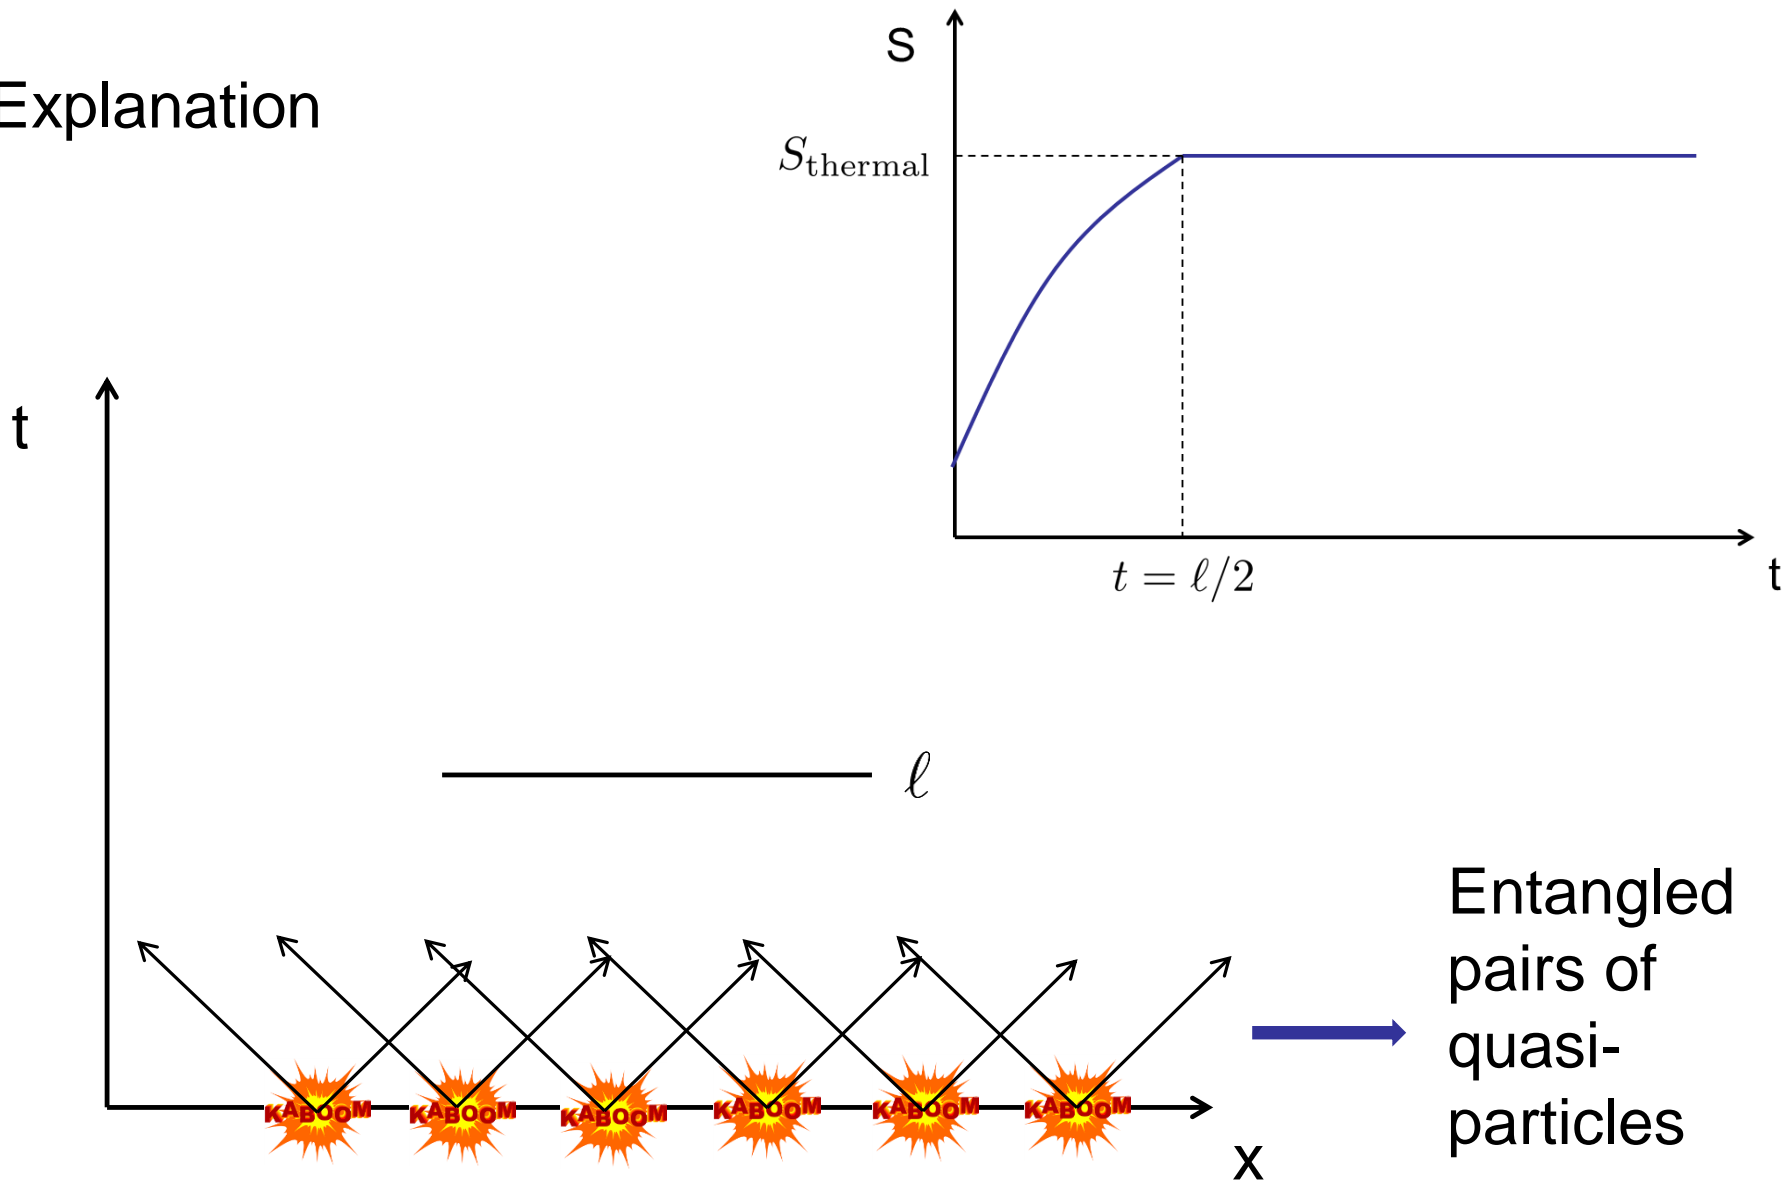 Explanation
S
S_thermal
t = ℓ/2
t
t
ℓ
Entangled
pairs of
quasi-
particles
KABOOM KABOOM KABOOM KABOOM KABOOM KABOOM
x